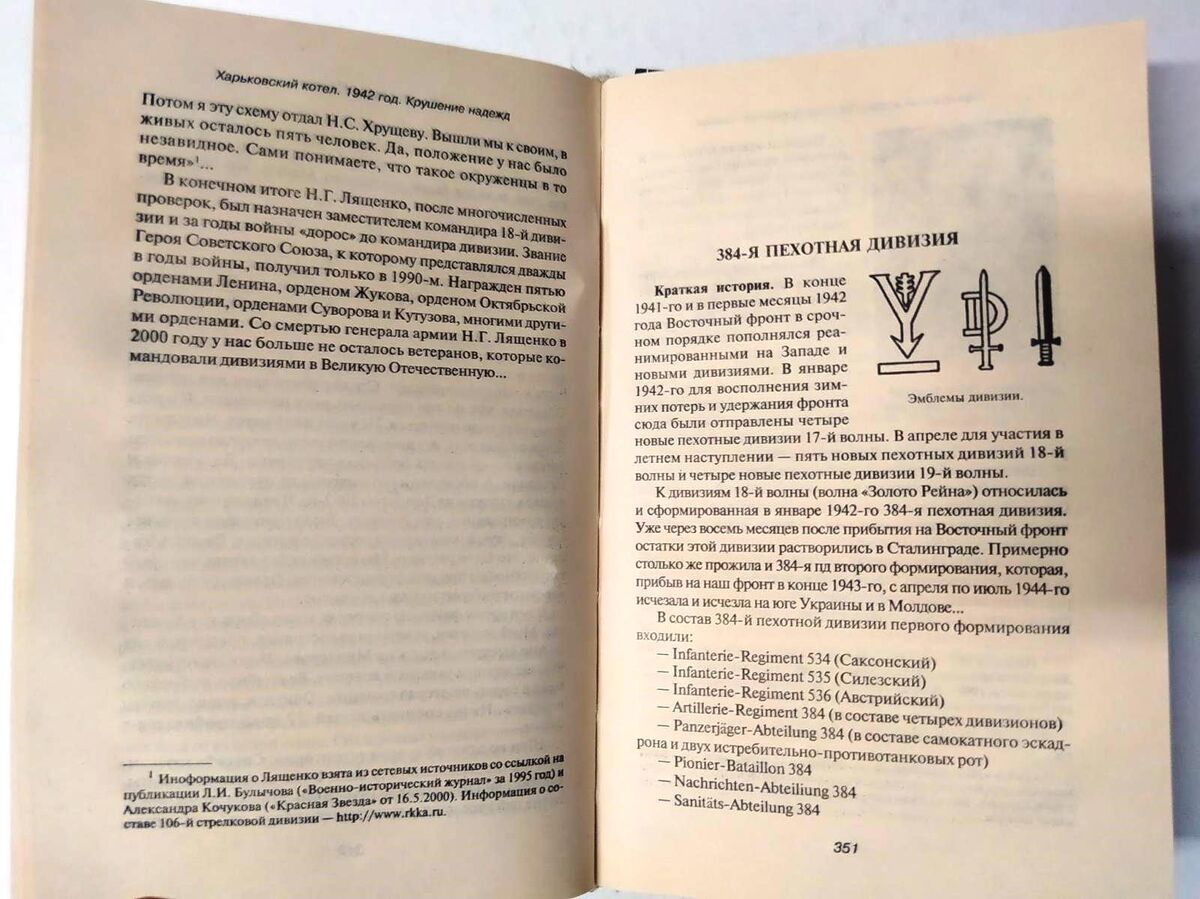 Харьковский котел. 1942 год. Крушение надежд
Потом я эту схему отдал Н.С. Хрущеву. Вышли мы к своим, в
живых осталось пять человек. Да, положение у нас было
незавидное. Сами понимаете, что такое окруженцы в то
время»¹...
В конечном итоге Н.Г. Лященко, после многочисленных
проверок, был назначен заместителем командира 18-й диви-
зии и за годы войны «дорос» до командира дивизии. Звание
Героя Советского Союза, к которому представлялся дважды
в годы войны, получил только в 1990-м. Награжден пятью
орденами Ленина, орденом Жукова, орденом Октябрьской
Революции, орденами Суворова и Кутузова, многими други-
ми орденами. Со смертью генерала армии Н.Г. Лященко в
2000 году у нас больше не осталось ветеранов, которые ко-
мандовали дивизиями в Великую Отечественную...
¹ Иноформация о Лященко взята из сетевых источников со ссылкой на
публикации Л.И. Булычова («Военно-исторический журнал» за 1995 год) и
Александра Кочукова («Красная Звезда» от 16.5.2000). Информация о со-
ставе 106-й стрелковой дивизии — http://www.rkka.ru.
384-Я ПЕХОТНАЯ ДИВИЗИЯ
Краткая история. В конце
1941-го и в первые месяцы 1942
года Восточный фронт в сроч-
ном порядке пополнялся реа-
нимированными на Западе и
новыми дивизиями. В январе
1942-го для восполнения зим-
них потерь и удержания фронта
сюда были отправлены четыре
новые пехотные дивизии 17-й волны. В апреле для участия в
летнем наступлении — пять новых пехотных дивизий 18-й
волны и четыре новые пехотные дивизии 19-й волны.
Эмблемы дивизии.
К дивизиям 18-й волны (волна «Золото Рейна») относилась
и сформированная в январе 1942-го 384-я пехотная дивизия.
Уже через восемь месяцев после прибытия на Восточный фронт
остатки этой дивизии растворились в Сталинграде. Примерно
столько же прожила и 384-я пд второго формирования, которая,
прибыв на наш фронт в конце 1943-го, с апреля по июль 1944-го
исчезала и исчезла на юге Украины и в Молдове...
В состав 384-й пехотной дивизии первого формирования
входили:
— Infanterie-Regiment 534 (Саксонский)
— Infanterie-Regiment 535 (Силезский)
— Infanterie-Regiment 536 (Австрийский)
— Artillerie-Regiment 384 (в составе четырех дивизионов)
— Panzerjäger-Abteilung 384 (в составе самокатного эскад-
рона и двух истребительно-противотанковых рот)
— Pionier-Bataillon 384
— Nachrichten-Abteiliung 384
— Sanitäts-Abteilung 384
351